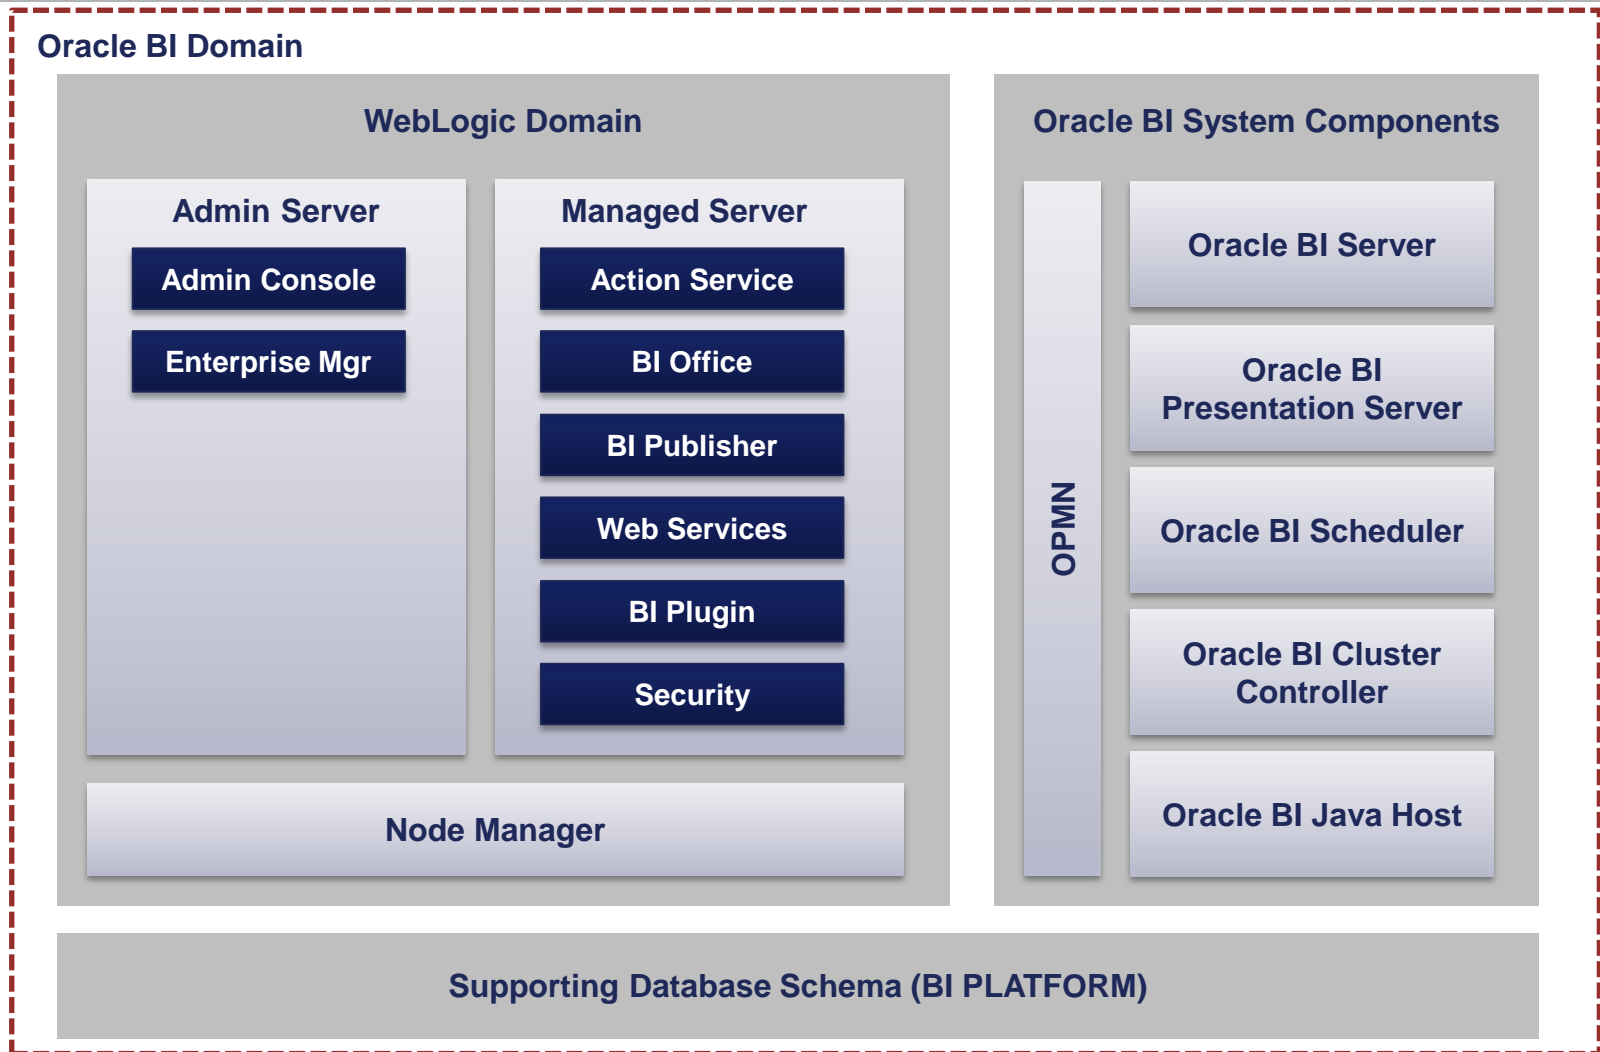 Oracle BI Domain
WebLogic Domain
Admin Server
Admin Console
Enterprise Mgr
Managed Server
Action Service
BI Office
BI Publisher
Web Services
BI Plugin
Security
Node Manager
Oracle BI System Components
OPMN
Oracle BI Server
Oracle BI
Presentation Server
Oracle BI Scheduler
Oracle BI Cluster
Controller
Oracle BI Java Host
Supporting Database Schema (BI PLATFORM)